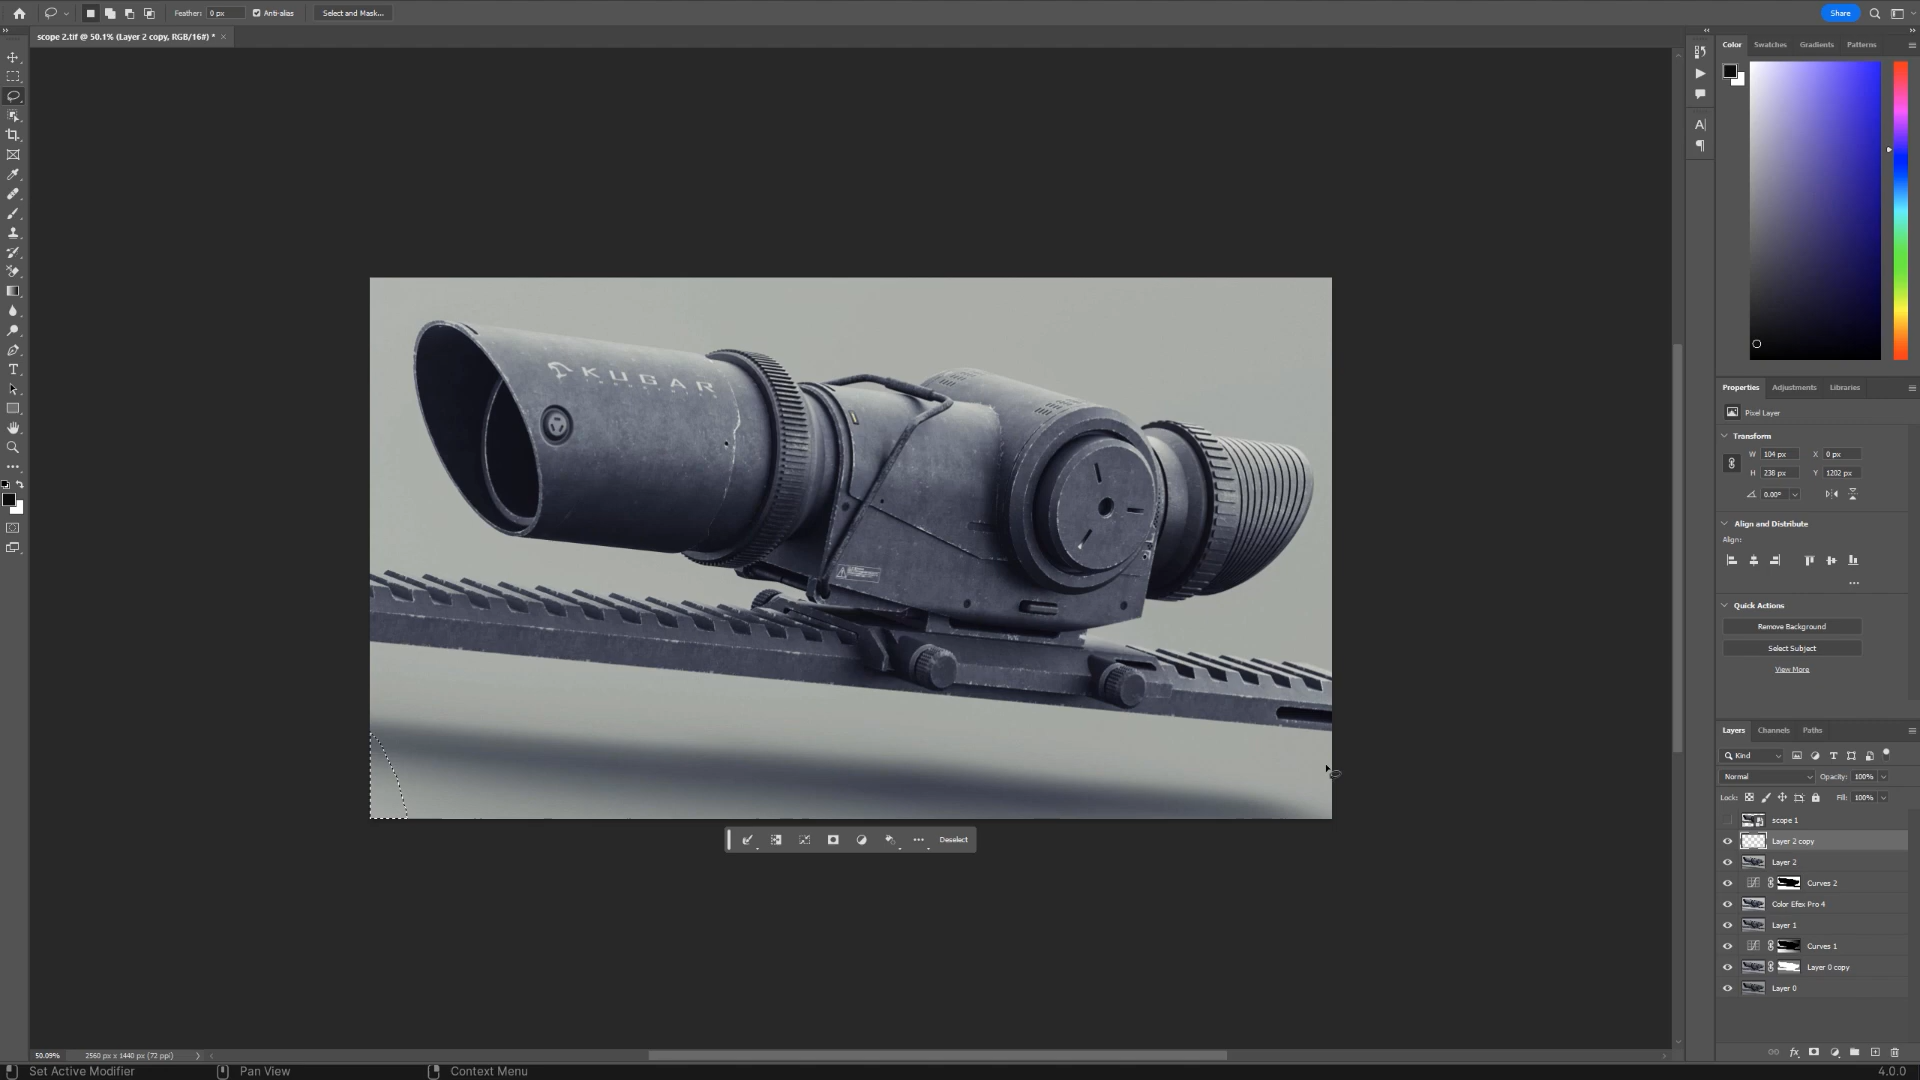 Feather: 0 px Anti-alias Select and Mask... Share
scope 2.tif @ 50.1% (Layer 2 copy, RGB/16#) * ×
Color Swatches Gradients Patterns
KUGAR
Properties Adjustments Libraries
Pixel Layer
Transform
W 104 px X 0 px
H 238 px Y 1202 px
0.00°
Align and Distribute
Align:
Quick Actions
Remove Background
Select Subject
View More
Layers Channels Paths
Kind
Normal Opacity: 100%
Lock: Fill: 100%
scope 1
Layer 2 copy
Layer 2
Curves 2
Color Efex Pro 4
Layer 1
Curves 1
Layer 0 copy
Layer 0
Deselect
50.09% 2560 px x 1440 px (72 ppi)
Set Active Modifier Pan View Context Menu 4.0.0